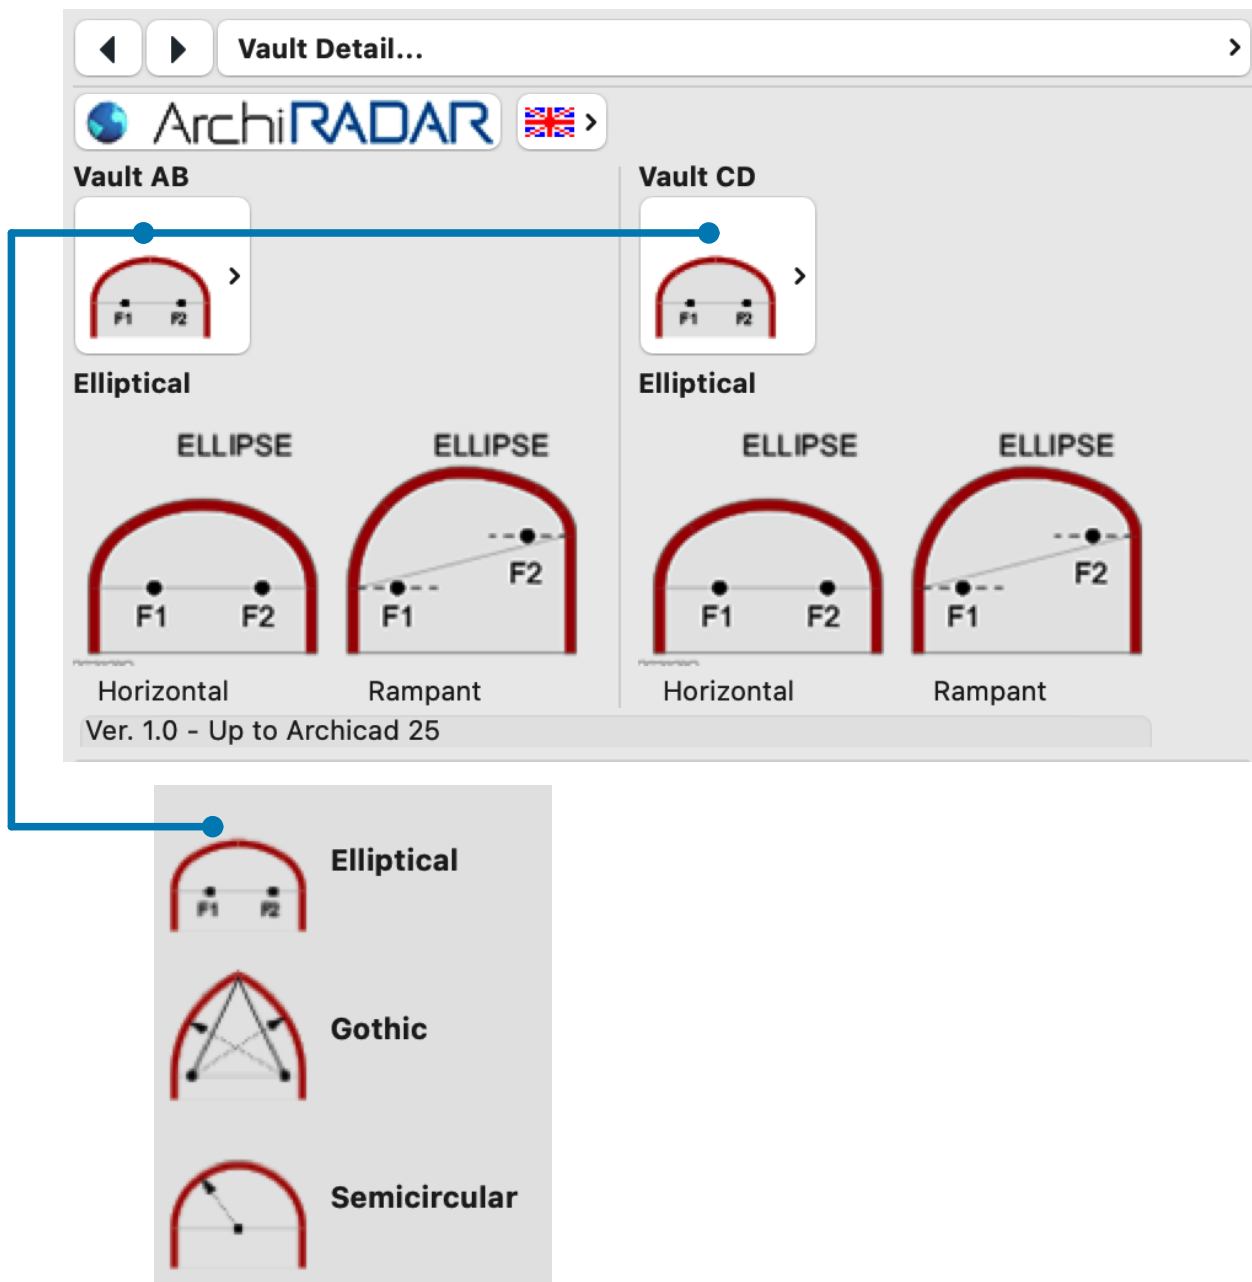 Vault Detail...
ArchiRADAR
Vault AB
Vault CD
F1 F2
F1 F2
Elliptical
Elliptical
ELLIPSE ELLIPSE
ELLIPSE ELLIPSE
F1 F2
F1 F2
F1 F2
F1 F2
Horizontal Rampant
Horizontal Rampant
Ver. 1.0 - Up to Archicad 25
Elliptical
F1 F2
Gothic
Semicircular